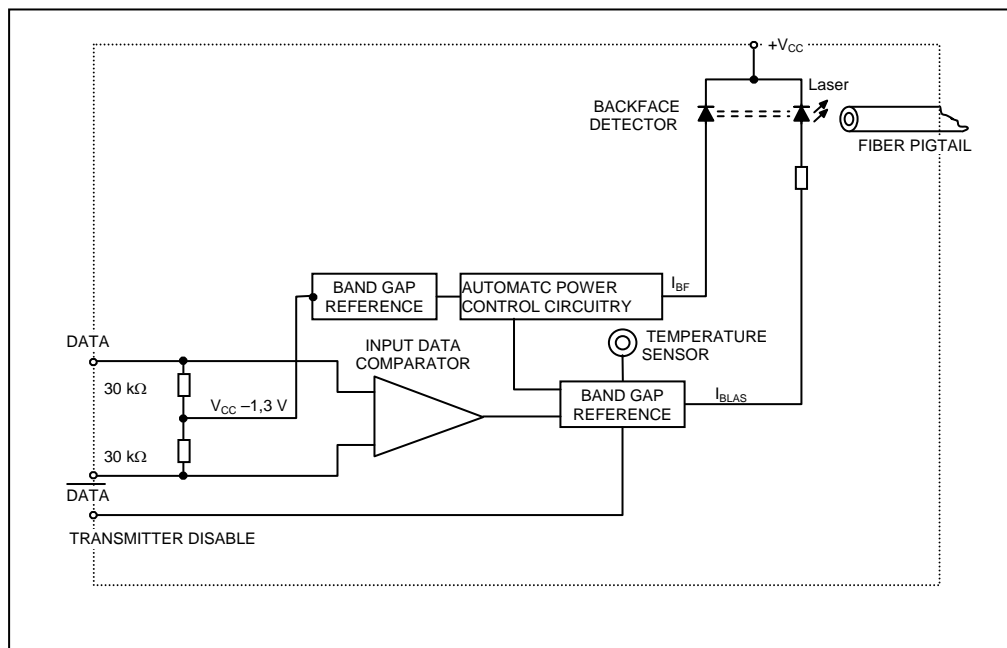 +VCC
Laser
BACKFACE
DETECTOR
FIBER PIGTAIL
BAND GAP
REFERENCE
AUTOMATC POWER
CONTROL CIRCUITRY
IBF
DATA
INPUT DATA
COMPARATOR
TEMPERATURE
SENSOR
30 kΩ
VCC –1,3 V
BAND GAP
REFERENCE
IBLAS
30 kΩ
DATA
TRANSMITTER DISABLE